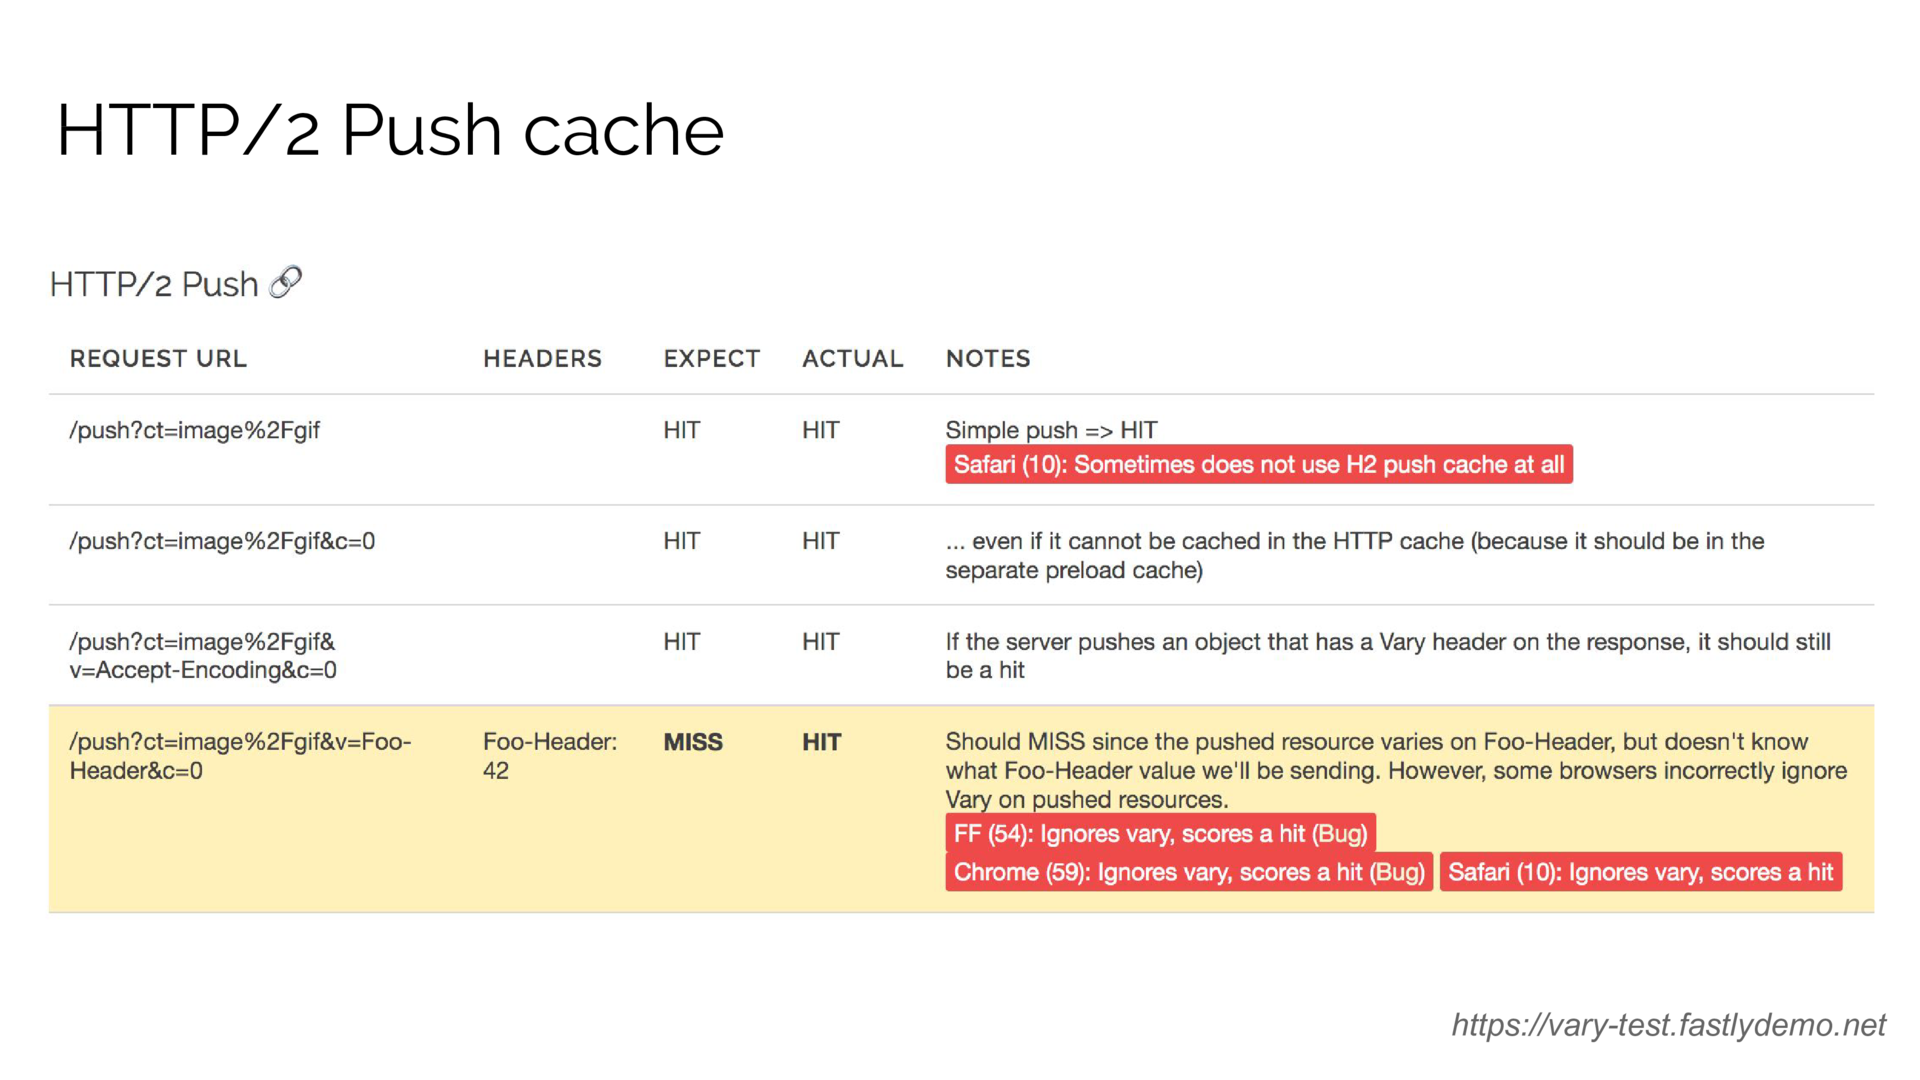 HTTP/2 Push cache
HTTP/2 Push
REQUEST URL HEADERS EXPECT ACTUAL NOTES
/push?ct=image%2Fgif HIT HIT Simple push => HIT
Safari (10): Sometimes does not use H2 push cache at all
/push?ct=image%2Fgif&c=0 HIT HIT ... even if it cannot be cached in the HTTP cache (because it should be in the
separate preload cache)
/push?ct=image%2Fgif& HIT HIT If the server pushes an object that has a Vary header on the response, it should still
v=Accept-Encoding&c=0 be a hit
/push?ct=image%2Fgif&v=Foo- Foo-Header: MISS HIT Should MISS since the pushed resource varies on Foo-Header, but doesn't know
Header&c=0 42 what Foo-Header value we'll be sending. However, some browsers incorrectly ignore
Vary on pushed resources.
FF (54): Ignores vary, scores a hit (Bug)
Chrome (59): Ignores vary, scores a hit (Bug) Safari (10): Ignores vary, scores a hit
https://vary-test.fastlydemo.net